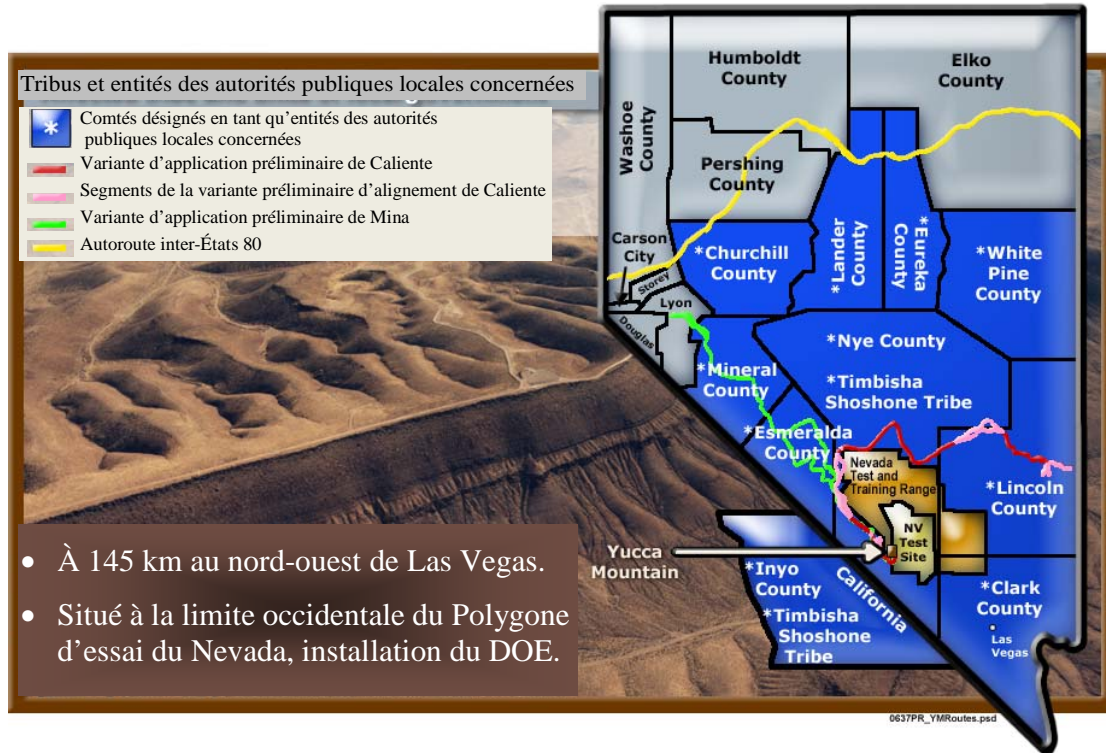 Tribus et entités des autorités publiques locales concernées
* Comtés désignés en tant qu'entités des autorités
publiques locales concernées
Variante d'application préliminaire de Caliente
Segments de la variante préliminaire d'alignement de Caliente
Variante d'application préliminaire de Mina
Autoroute inter-États 80
• À 145 km au nord-ouest de Las Vegas.
• Situé à la limite occidentale du Polygone
d'essai du Nevada, installation du DOE.
Humboldt
County
Elko
County
Washoe
County
Pershing
County
Carson
City
Storey
Lyon
Douglas
*Churchill
County
*Lander
County
*Eureka
County
*White
Pine
County
*Mineral
County
*Nye County
*Timbisha
Shoshone Tribe
*Esmeralda
County
Nevada
Test and
Training Range
NV
Test
Site
*Lincoln
County
Yucca
Mountain
*Inyo
County
*Timbisha
Shoshone
Tribe
California
*Clark
County
Las
Vegas
0637PR_YMRoutes.psd